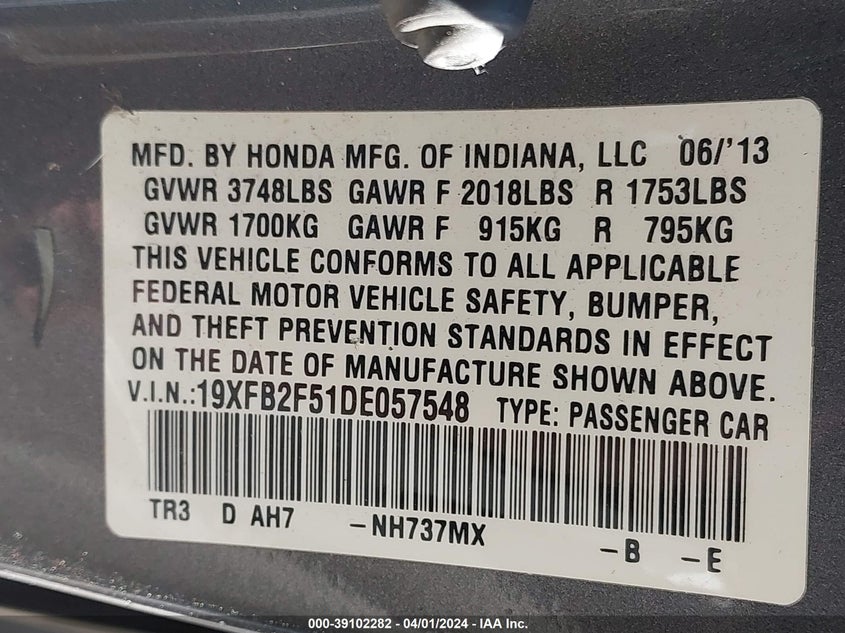 MFD. BY HONDA MFG. OF INDIANA, LLC 06/'13
GVWR 3748LBS GAWR F 2018LBS R 1753LBS
GVWR 1700KG GAWR F 915KG R 795KG
THIS VEHICLE CONFORMS TO ALL APPLICABLE
FEDERAL MOTOR VEHICLE SAFETY, BUMPER,
AND THEFT PREVENTION STANDARDS IN EFFECT
ON THE DATE OF MANUFACTURE SHOWN ABOVE.
V.I.N.:19XFB2F51DE057548 TYPE: PASSENGER CAR
TR3 D AH7 -NH737MX -B -E
000-39102282 - 04/01/2024 - IAA Inc.